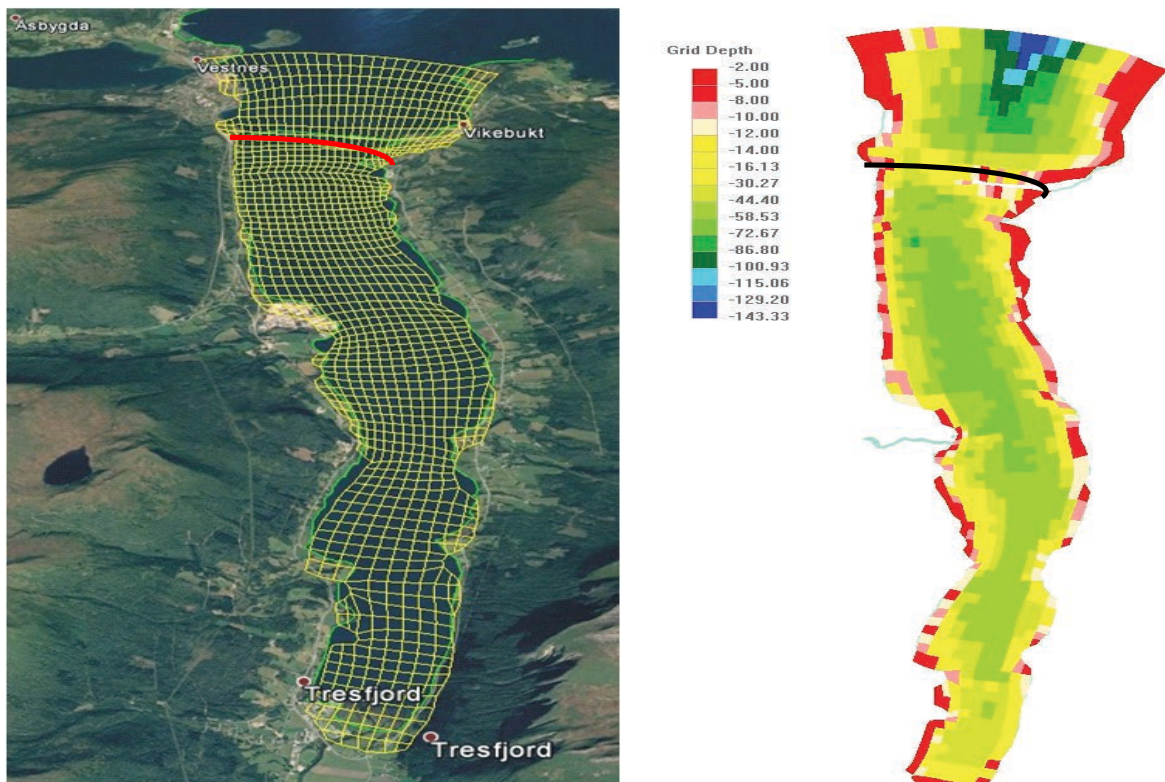 Åsbygda
Vestnes
Vikebukt
Tresfjord
Tresfjord
Grid Depth
-2.00
-5.00
-8.00
-10.00
-12.00
-14.00
-16.13
-30.27
-44.40
-58.53
-72.67
-86.80
-100.93
-115.06
-129.20
-143.33